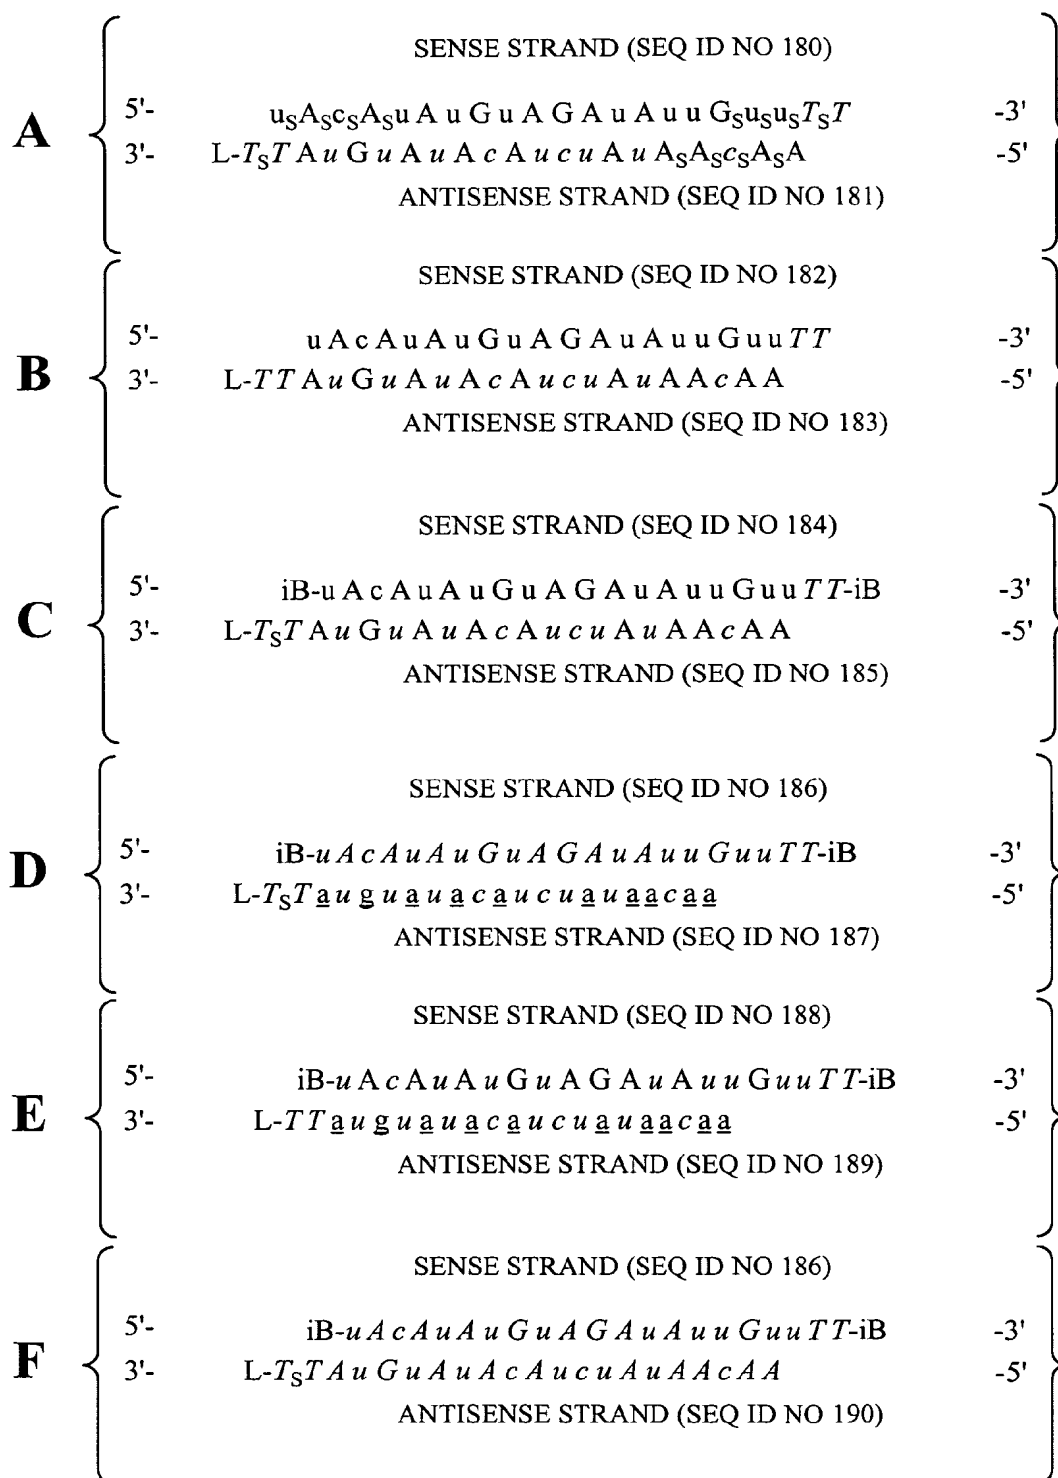 SENSE STRAND (SEQ ID NO 180)
5'- uSAScSASu A u G u A G A u A u u GSuSuSTST -3'
A
3'- L-TST A u G u A u A c A u c u A u ASAScSASA -5'
ANTISENSE STRAND (SEQ ID NO 181)
SENSE STRAND (SEQ ID NO 182)
5'- u A c A u A u G u A G A u A u u G u u T T -3'
B
3'- L-T T A u G u A u A c A u c u A u A A c A A -5'
ANTISENSE STRAND (SEQ ID NO 183)
SENSE STRAND (SEQ ID NO 184)
5'- iB-u A c A u A u G u A G A u A u u G u u T T-iB -3'
C
3'- L-TST A u G u A u A c A u c u A u A A c A A -5'
ANTISENSE STRAND (SEQ ID NO 185)
SENSE STRAND (SEQ ID NO 186)
5'- iB-u A c A u A u G u A G A u A u u G u u T T-iB -3'
D
3'- L-TST a u g u a u a c a u c u a u a a c a a -5'
ANTISENSE STRAND (SEQ ID NO 187)
SENSE STRAND (SEQ ID NO 188)
5'- iB-u A c A u A u G u A G A u A u u G u u T T-iB -3'
E
3'- L-T T a u g u a u a c a u c u a u a a c a a -5'
ANTISENSE STRAND (SEQ ID NO 189)
SENSE STRAND (SEQ ID NO 186)
5'- iB-u A c A u A u G u A G A u A u u G u u T T-iB -3'
F
3'- L-TST A u G u A u A c A u c u A u A A c A A -5'
ANTISENSE STRAND (SEQ ID NO 190)